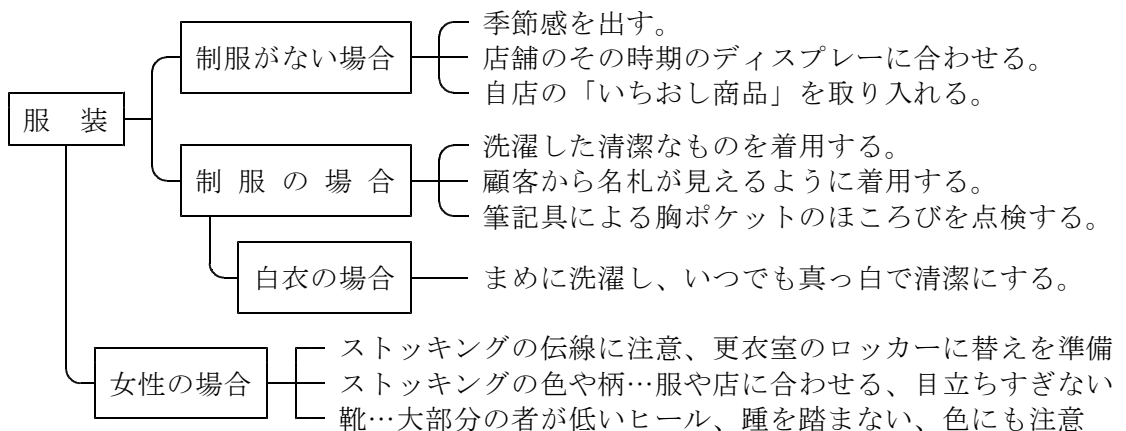 服　装
制服がない場合
季節感を出す。
店舗のその時期のディスプレーに合わせる。
自店の「いちおし商品」を取り入れる。
制服の場合
洗濯した清潔なものを着用する。
顧客から名札が見えるように着用する。
筆記具による胸ポケットのほころびを点検する。
白衣の場合
まめに洗濯し、いつでも真っ白で清潔にする。
女性の場合
ストッキングの伝線に注意、更衣室のロッカーに替えを準備
ストッキングの色や柄…服や店に合わせる、目立ちすぎない
靴…大部分の者が低いヒール、踵を踏まない、色にも注意